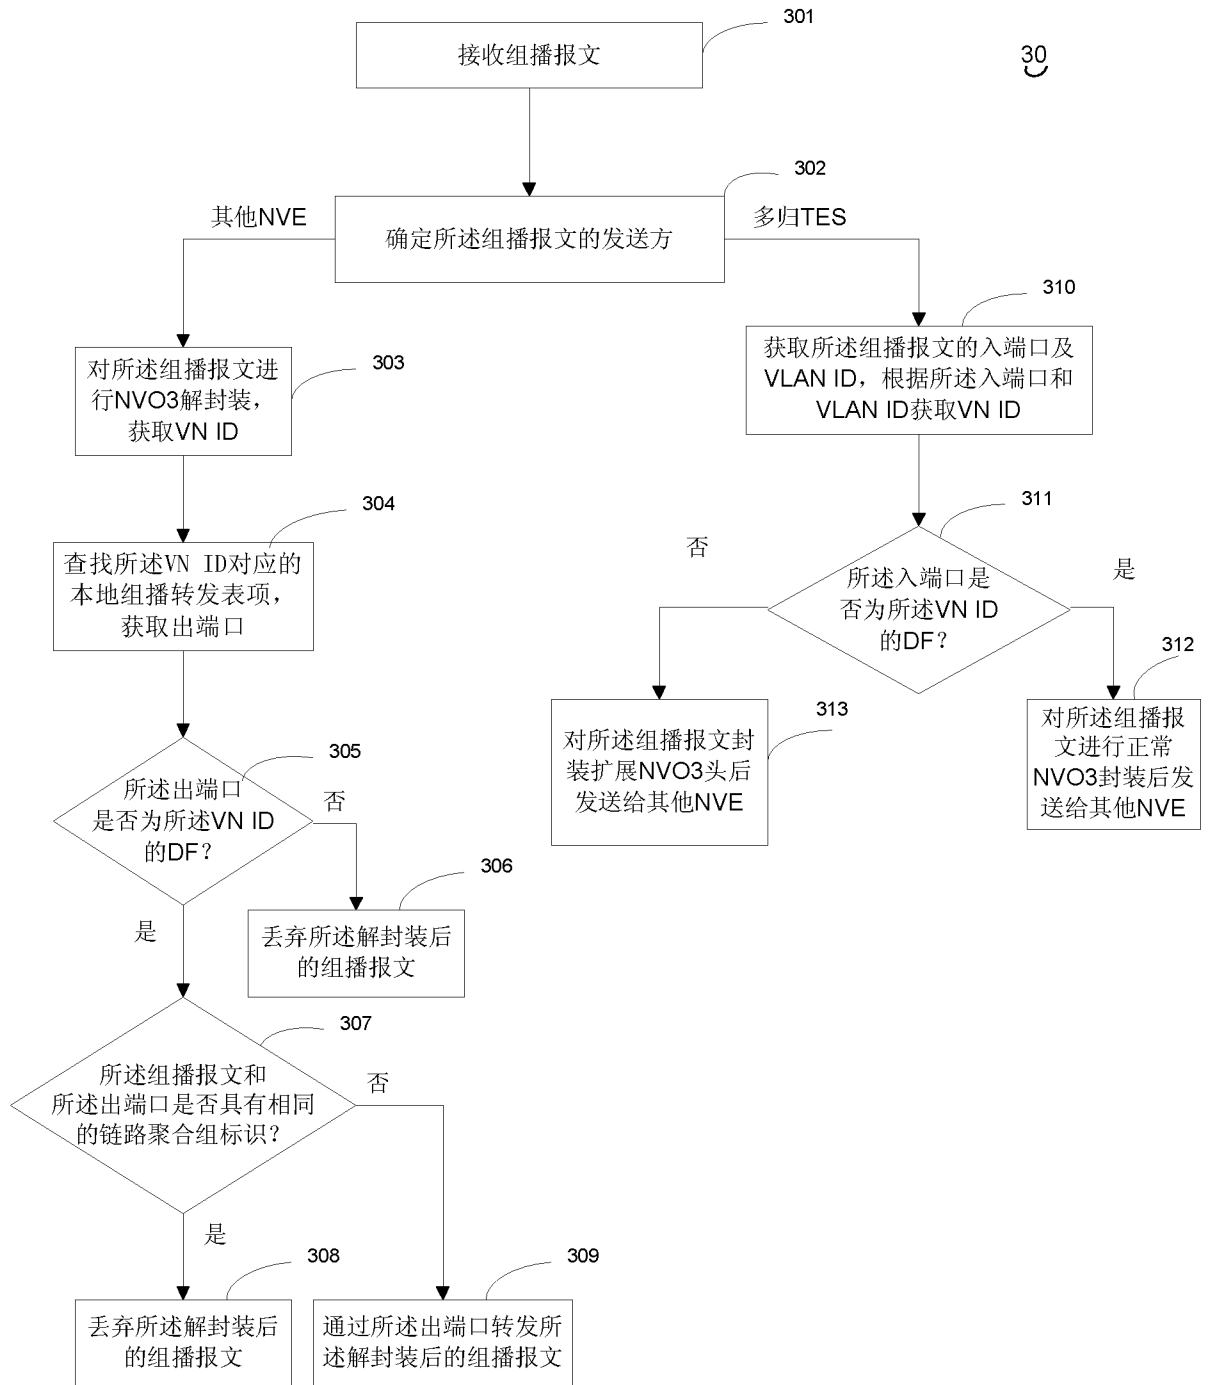 301
接收组播报文
30
302
其他NVE
确定所述组播报文的发送方
多归TES
310
303
对所述组播报文进
行NVO3解封装，
获取VN ID
获取所述组播报文的入端口及
VLAN ID，根据所述入端口和
VLAN ID获取VN ID
304
311
查找所述VN ID对应的
本地组播转发表项，
获取出端口
否
所述入端口是
否为所述VN ID
的DF？
是
312
313
对所述组播报文封
装扩展NVO3头后
发送给其他NVE
对所述组播报
文进行正常
NVO3封装后发
送给其他NVE
305
所述出端口
是否为所述VN ID
的DF？
否
306
是
丢弃所述解封装后
的组播报文
307
所述组播报文和
所述出端口是否具有相同
的链路聚合组标识？
否
是
308
309
丢弃所述解封装后
的组播报文
通过所述出端口转发所
述解封装后的组播报文